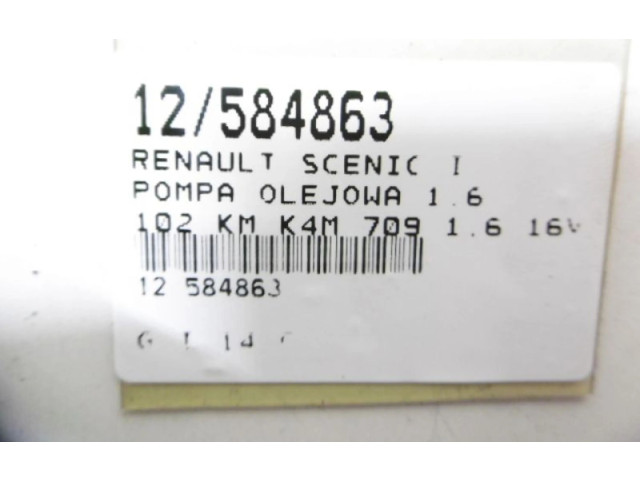 12/584863
RENAULT SCENIC I
POMPA OLEJOWA 1.6
102 KM K4M 709 1.6 16V
12 584863